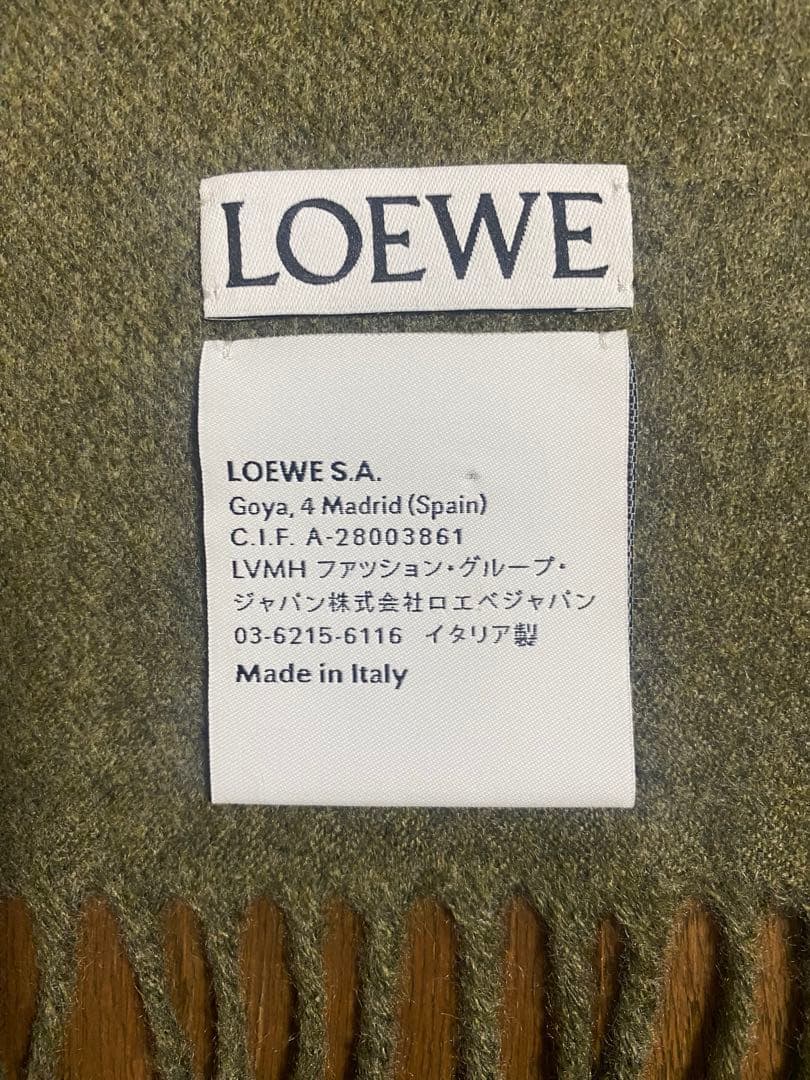 LOEWE
LOEWE S.A.
Goya, 4 Madrid (Spain)
C.I.F. A-28003861
LVMH ファッション・グループ・
ジャパン株式会社ロエベジャパン
03-6215-6116 イタリア製
Made in Italy